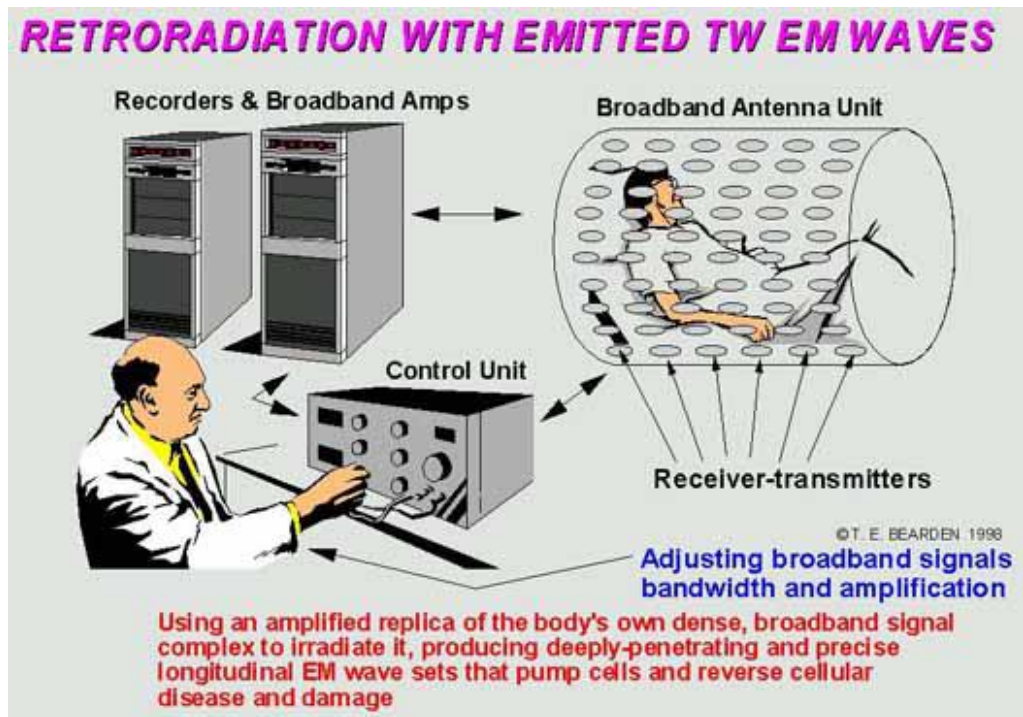 RETRORADIATION WITH EMITTED TW EM WAVES
Recorders & Broadband Amps
Broadband Antenna Unit
Control Unit
Receiver-transmitters
©T. E. BEARDEN 1998
Adjusting broadband signals
bandwidth and amplification
Using an amplified replica of the body's own dense, broadband signal
complex to irradiate it, producing deeply-penetrating and precise
longitudinal EM wave sets that pump cells and reverse cellular
disease and damage